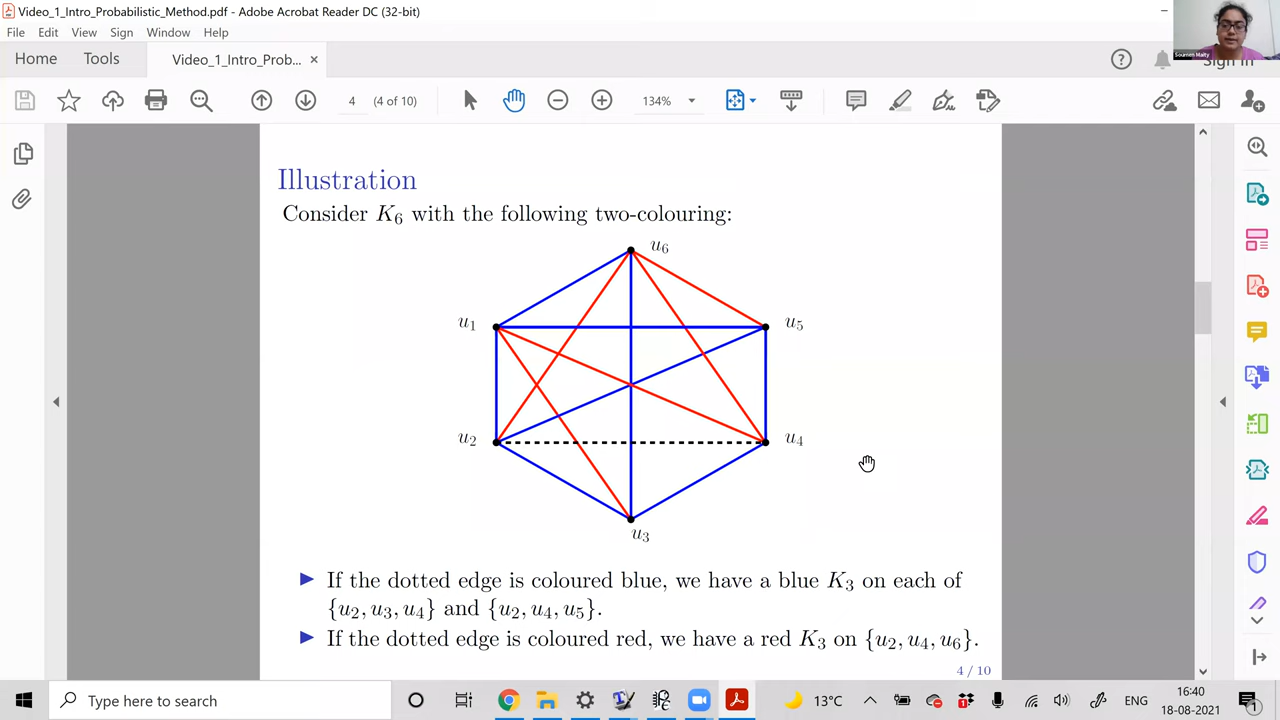 Video_1_Intro_Probabilistic_Method.pdf - Adobe Acrobat Reader DC (32-bit)
File Edit View Sign Window Help
Home Tools Video_1_Intro_Prob... ×
4 (4 of 10) 134%
Soumen Maity
Illustration
Consider K₆ with the following two-colouring:
u₆
u₁ u₅
u₂ u₄
u₃
▶ If the dotted edge is coloured blue, we have a blue K₃ on each of
{u₂, u₃, u₄} and {u₂, u₄, u₅}.
▶ If the dotted edge is coloured red, we have a red K₃ on {u₂, u₄, u₆}.
4 / 10
Type here to search
13°C ENG 16:40
18-08-2021